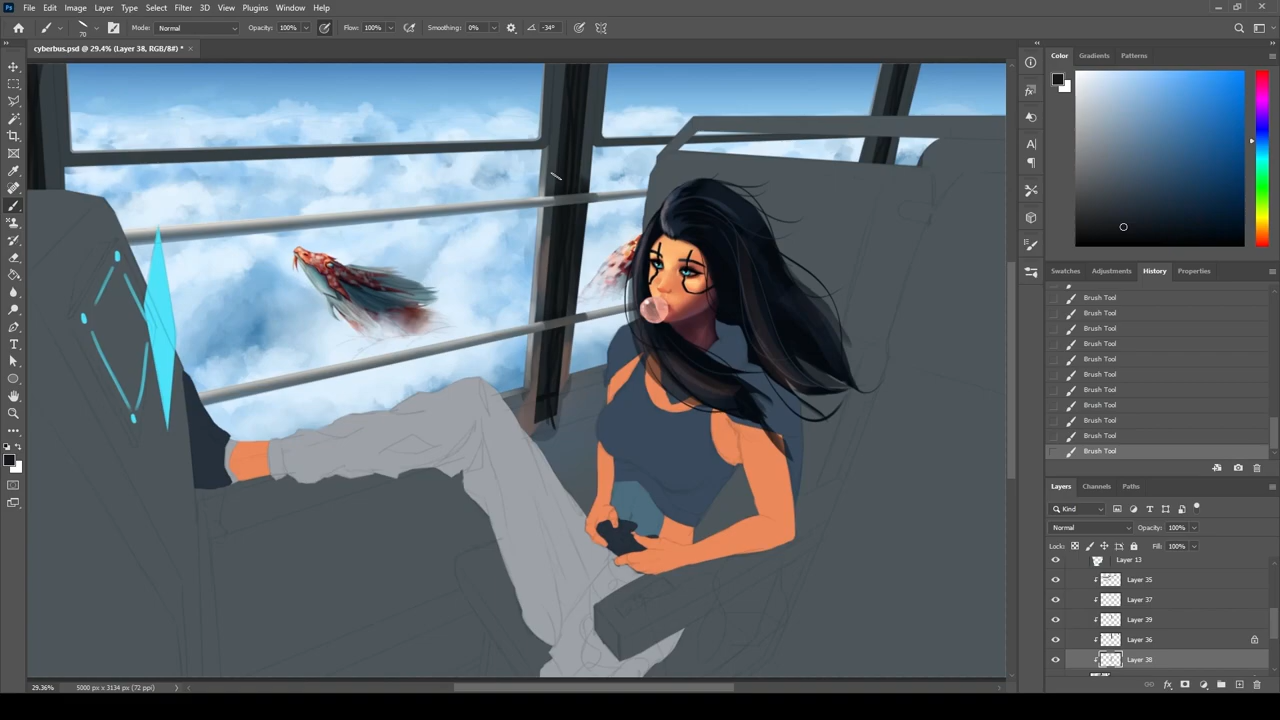 File Edit Image Layer Type Select Filter 3D View Plugins Window Help
70 Mode: Normal Opacity: 100% Flow: 100% Smoothing: 0% -34°
cyberbus.psd @ 29.4% (Layer 38, RGB/8#) *
Color Gradients Patterns
Swatches Adjustments History Properties
Brush Tool
Brush Tool
Brush Tool
Brush Tool
Brush Tool
Brush Tool
Brush Tool
Brush Tool
Brush Tool
Brush Tool
Brush Tool
Layers Channels Paths
Kind
Normal Opacity: 100%
Lock: Fill: 100%
Layer 13
Layer 35
Layer 37
Layer 39
Layer 36
Layer 38
29.36% 5000 px x 3134 px (72 ppi)